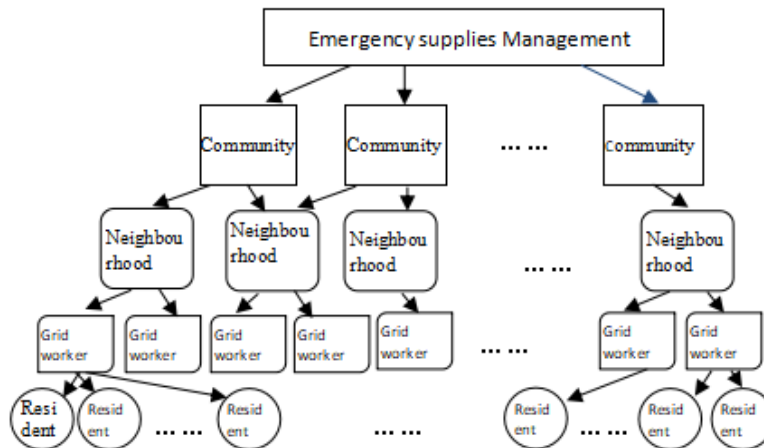 Emergency supplies Management
Community
Community
... ...
Community
Neighbou
rhood
Neighbou
rhood
Neighbou
rhood
... ...
Neighbou
rhood
Grid
worker
Grid
worker
Grid
worker
Grid
worker
Grid
worker
... ...
Grid
worker
Grid
worker
Resi
dent
Resid
ent
... ...
Resid
ent
... ...
Resid
ent
... ...
Resid
ent
Resid
ent